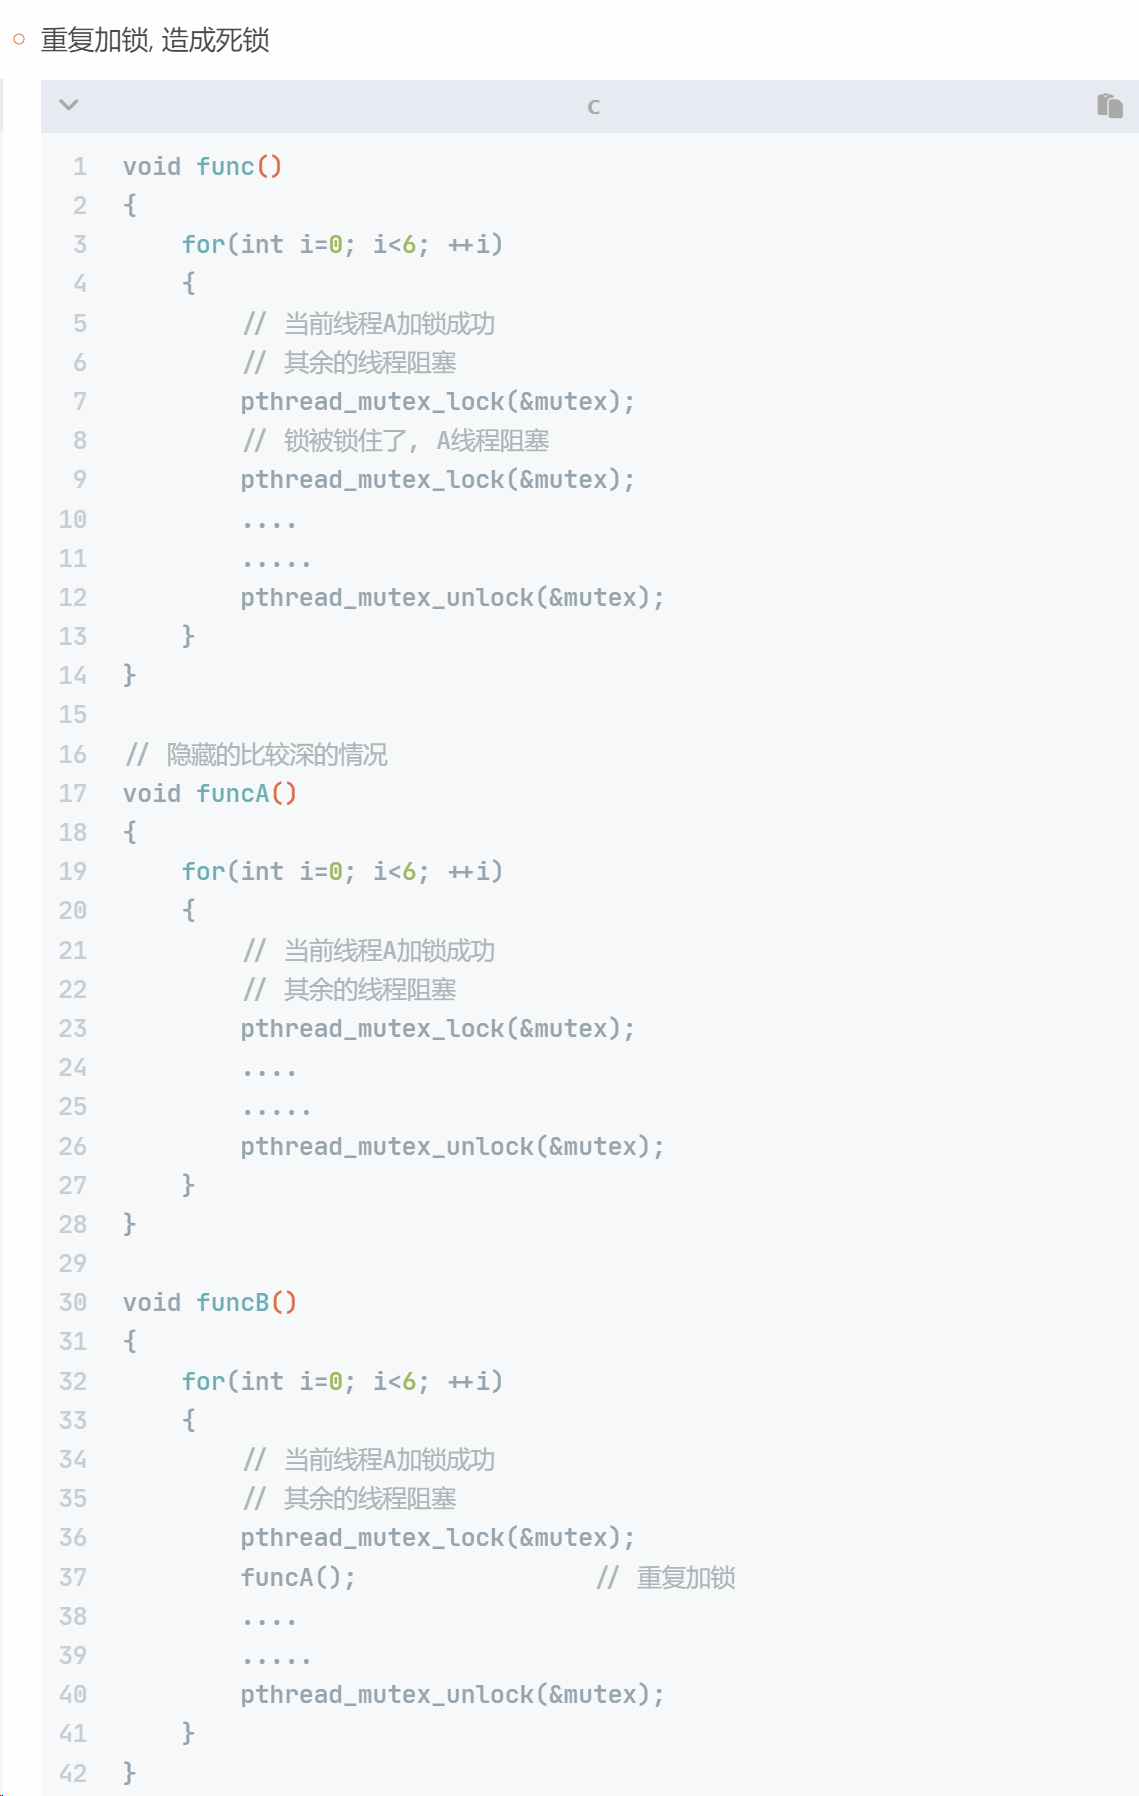 重复加锁, 造成死锁
C
1 void func()
2 {
3     for(int i=0; i<6; ++i)
4     {
5         // 当前线程A加锁成功
6         // 其余的线程阻塞
7         pthread_mutex_lock(&mutex);
8         // 锁被锁住了, A线程阻塞
9         pthread_mutex_lock(&mutex);
10         ....
11         .....
12         pthread_mutex_unlock(&mutex);
13     }
14 }
15
16 // 隐藏的比较深的情况
17 void funcA()
18 {
19     for(int i=0; i<6; ++i)
20     {
21         // 当前线程A加锁成功
22         // 其余的线程阻塞
23         pthread_mutex_lock(&mutex);
24         ....
25         .....
26         pthread_mutex_unlock(&mutex);
27     }
28 }
29
30 void funcB()
31 {
32     for(int i=0; i<6; ++i)
33     {
34         // 当前线程A加锁成功
35         // 其余的线程阻塞
36         pthread_mutex_lock(&mutex);
37         funcA();                // 重复加锁
38         ....
39         .....
40         pthread_mutex_unlock(&mutex);
41     }
42 }